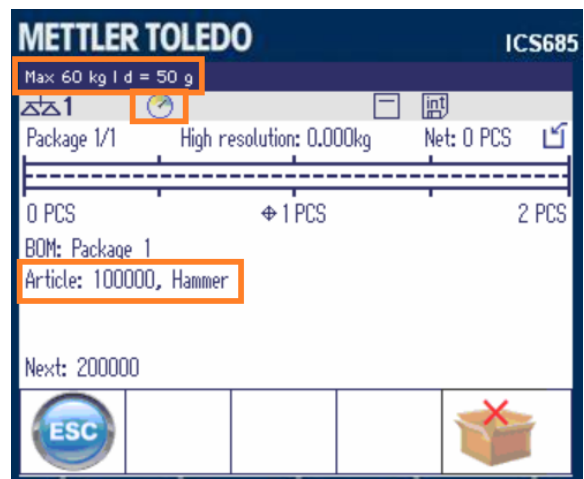 METTLER TOLEDO
ICS685
Max 60 kg | d = 50 g
1
int
Package 1/1 High resolution: 0.000kg Net: 0 PCS
0 PCS 1 PCS 2 PCS
BOM: Package 1
Article: 100000, Hammer
Next: 200000
ESC